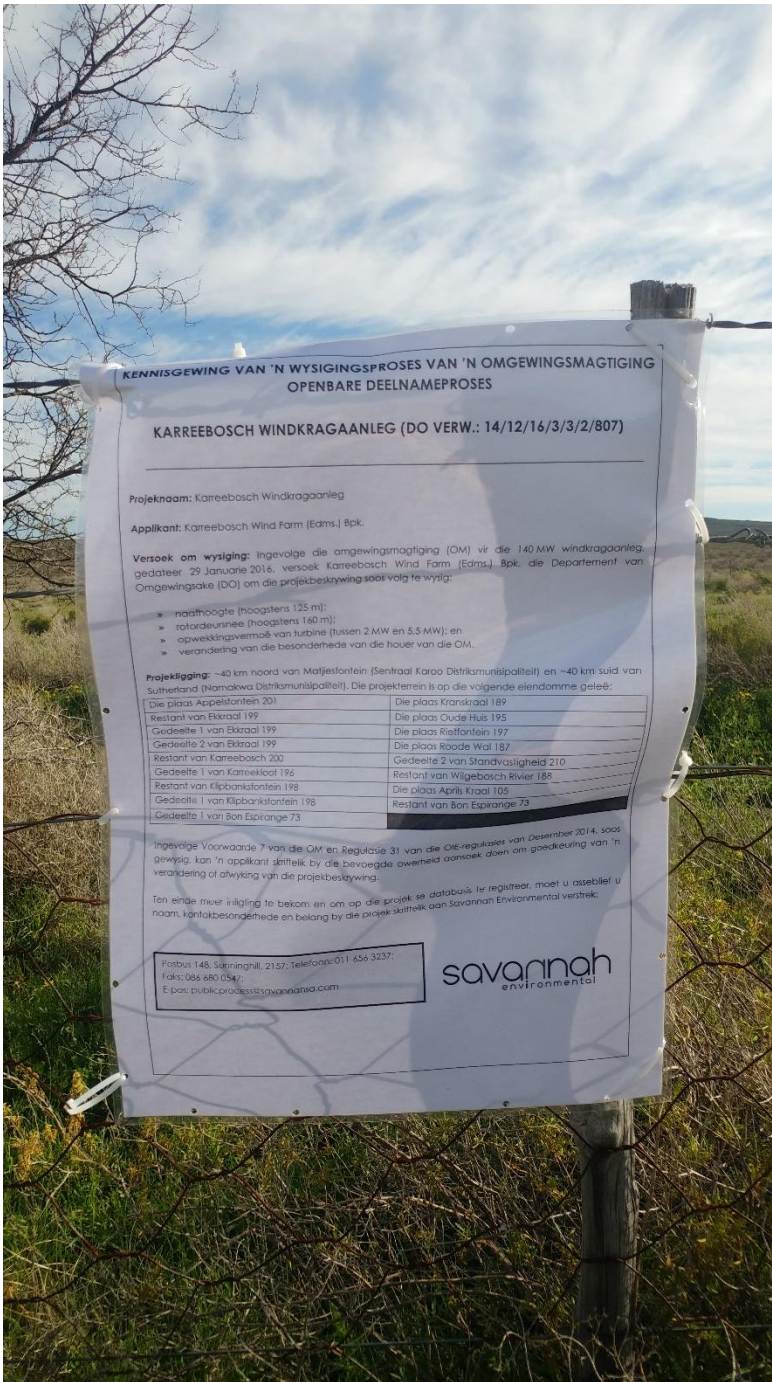 KENNISGEWING VAN 'N WYSIGINGSPROSES VAN 'N OMGEWINGSMAGTIGING
OPENBARE DEELNAMEPROSES
KARREEBOSCH WINDKRAGAANLEG (DO VERW.: 14/12/16/3/3/2/807)
Projeknaam: Karreebosch Windkragaanleg
Applikant: Karreebosch Wind Farm (Edms.) Bpk.
Versoek om wysiging: Ingevolge die omgewingsmagtiging (OM) vir die 140 MW windkragaanleg,
gedateer 29 Januarie 2016, versoek Karreebosch Wind Farm (Edms.) Bpk. die Departement van
Omgewingsake (DO) om die projekbeskrywing soos volg te wysig:
» naafhoogte (hoogstens 125 m);
» rotordeursnee (hoogstens 160 m);
» opwekkingsvermoë van turbine (tussen 2 MW en 5,5 MW); en
» verandering van die besonderhede van die houer van die OM.
Projekligging: ~40 km noord van Matjiesfontein (Sentraal Karoo Distriksmunisipaliteit) en ~40 km suid van
Sutherland (Namakwa Distriksmunisipaliteit). Die projekterrein is op die volgende eiendomme geleë:
Die plaas Appelsfontein 201 Die plaas Kranskraal 189
Restant van Ekkraal 199 Die plaas Oude Huis 195
Gedeelte 1 van Ekkraal 199 Die plaas Rietfontein 197
Gedeelte 2 van Ekkraal 199 Die plaas Roode Wal 187
Restant van Karreebosch 200 Gedeelte 2 van Standvastigheid 210
Gedeelte 1 van Karreekloof 196 Restant van Wilgebosch Rivier 188
Restant van Klipbanksfontein 198 Die plaas Aprils Kraal 105
Gedeelte 1 van Klipbanksfontein 198 Restant van Bon Espirange 73
Gedeelte 1 van Bon Espirange 73
Ingevolge Voorwaarde 7 van die OM en Regulasie 31 van die OIE-regulasies van Desember 2014, soos
gewysig, kan 'n applikant skriftelik by die bevoegde owerheid aansoek doen om goedkeuring van 'n
verandering of afwyking van die projekbeskrywing.
Ten einde meer inligting te bekom en om op die projek se databasis te registreer, moet u asseblief u
naam, kontakbesonderhede en belang by die projek skriftelik aan Savannah Environmental verstrek:
Posbus 148, Sunninghill, 2157; Telefoon: 011 656 3237;
Faks: 086 680 0547;
E-pos: publicprocess@savannahsa.com
savannah
environmental